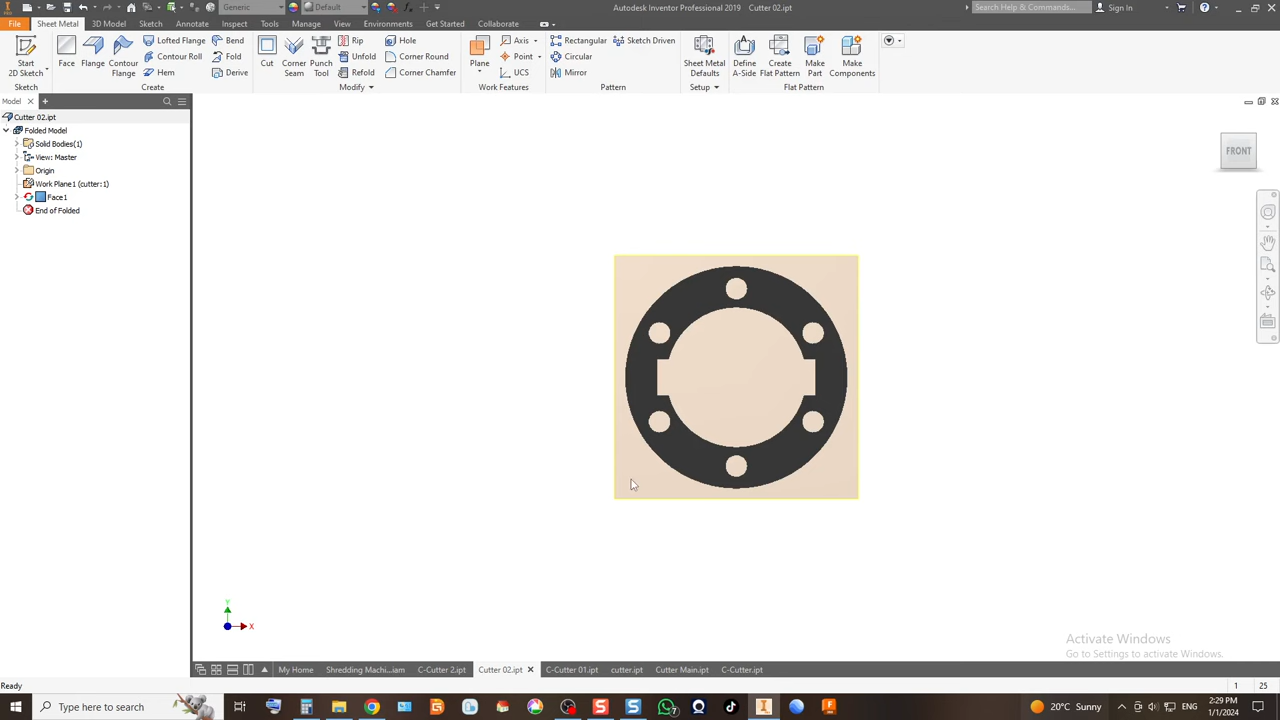 Generic
Default
Autodesk Inventor Professional 2019 Cutter 02.ipt
Search Help & Commands...
Sign In
File
Sheet Metal
3D Model
Sketch
Annotate
Inspect
Tools
Manage
View
Environments
Get Started
Collaborate
Start
2D Sketch
Sketch
Face
Flange
Contour
Flange
Lofted Flange
Contour Roll
Hem
Bend
Fold
Derive
Create
Cut
Corner
Seam
Punch
Tool
Rip
Unfold
Refold
Hole
Corner Round
Corner Chamfer
Modify
Plane
Axis
Point
UCS
Work Features
Rectangular
Circular
Mirror
Sketch Driven
Pattern
Sheet Metal
Defaults
Setup
Define
A-Side
Create
Flat Pattern
Make
Part
Make
Components
Flat Pattern
Model
Cutter 02.ipt
Folded Model
Solid Bodies(1)
View: Master
Origin
Work Plane1 (cutter:1)
Face1
End of Folded
FRONT
Y
X
Activate Windows
Go to Settings to activate Windows.
My Home
Shredding Machi...iam
C-Cutter 2.ipt
Cutter 02.ipt
C-Cutter 01.ipt
cutter.ipt
Cutter Main.ipt
C-Cutter.ipt
Ready
1
25
Type here to search
20°C Sunny
2:29 PM
1/1/2024